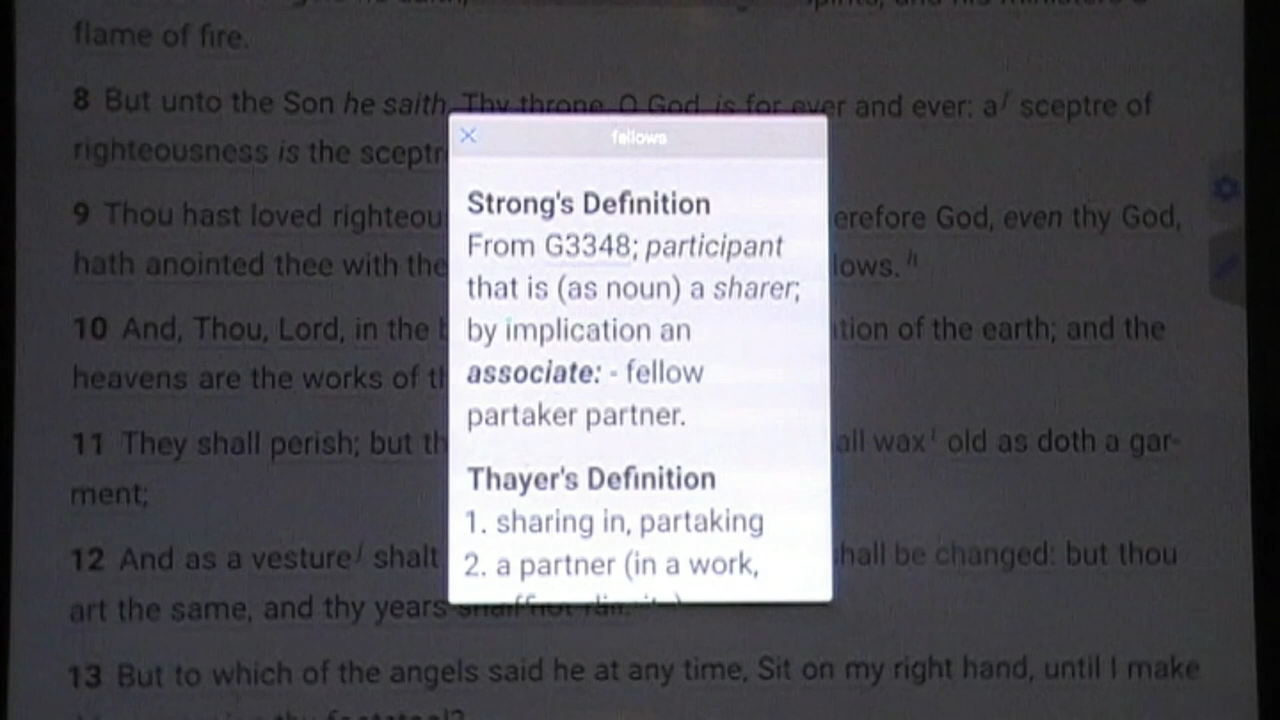 flame of fire.
8 But unto the Son he saith, Thy throne, O God, is for ever and ever: a f sceptre of
righteousness is the sceptr
9 Thou hast loved righteou erefore God, even thy God,
hath anointed thee with the lows. h
10 And, Thou, Lord, in the tion of the earth; and the
heavens are the works of th
11 They shall perish; but th all wax i old as doth a gar-
ment;
12 And as a vesture j shalt hall be changed: but thou
art the same, and thy years
13 But to which of the angels said he at any time, Sit on my right hand, until I make
fellows
Strong's Definition
From G3348; participant
that is (as noun) a sharer;
by implication an
associate: - fellow
partaker partner.
Thayer's Definition
1. sharing in, partaking
2. a partner (in a work,